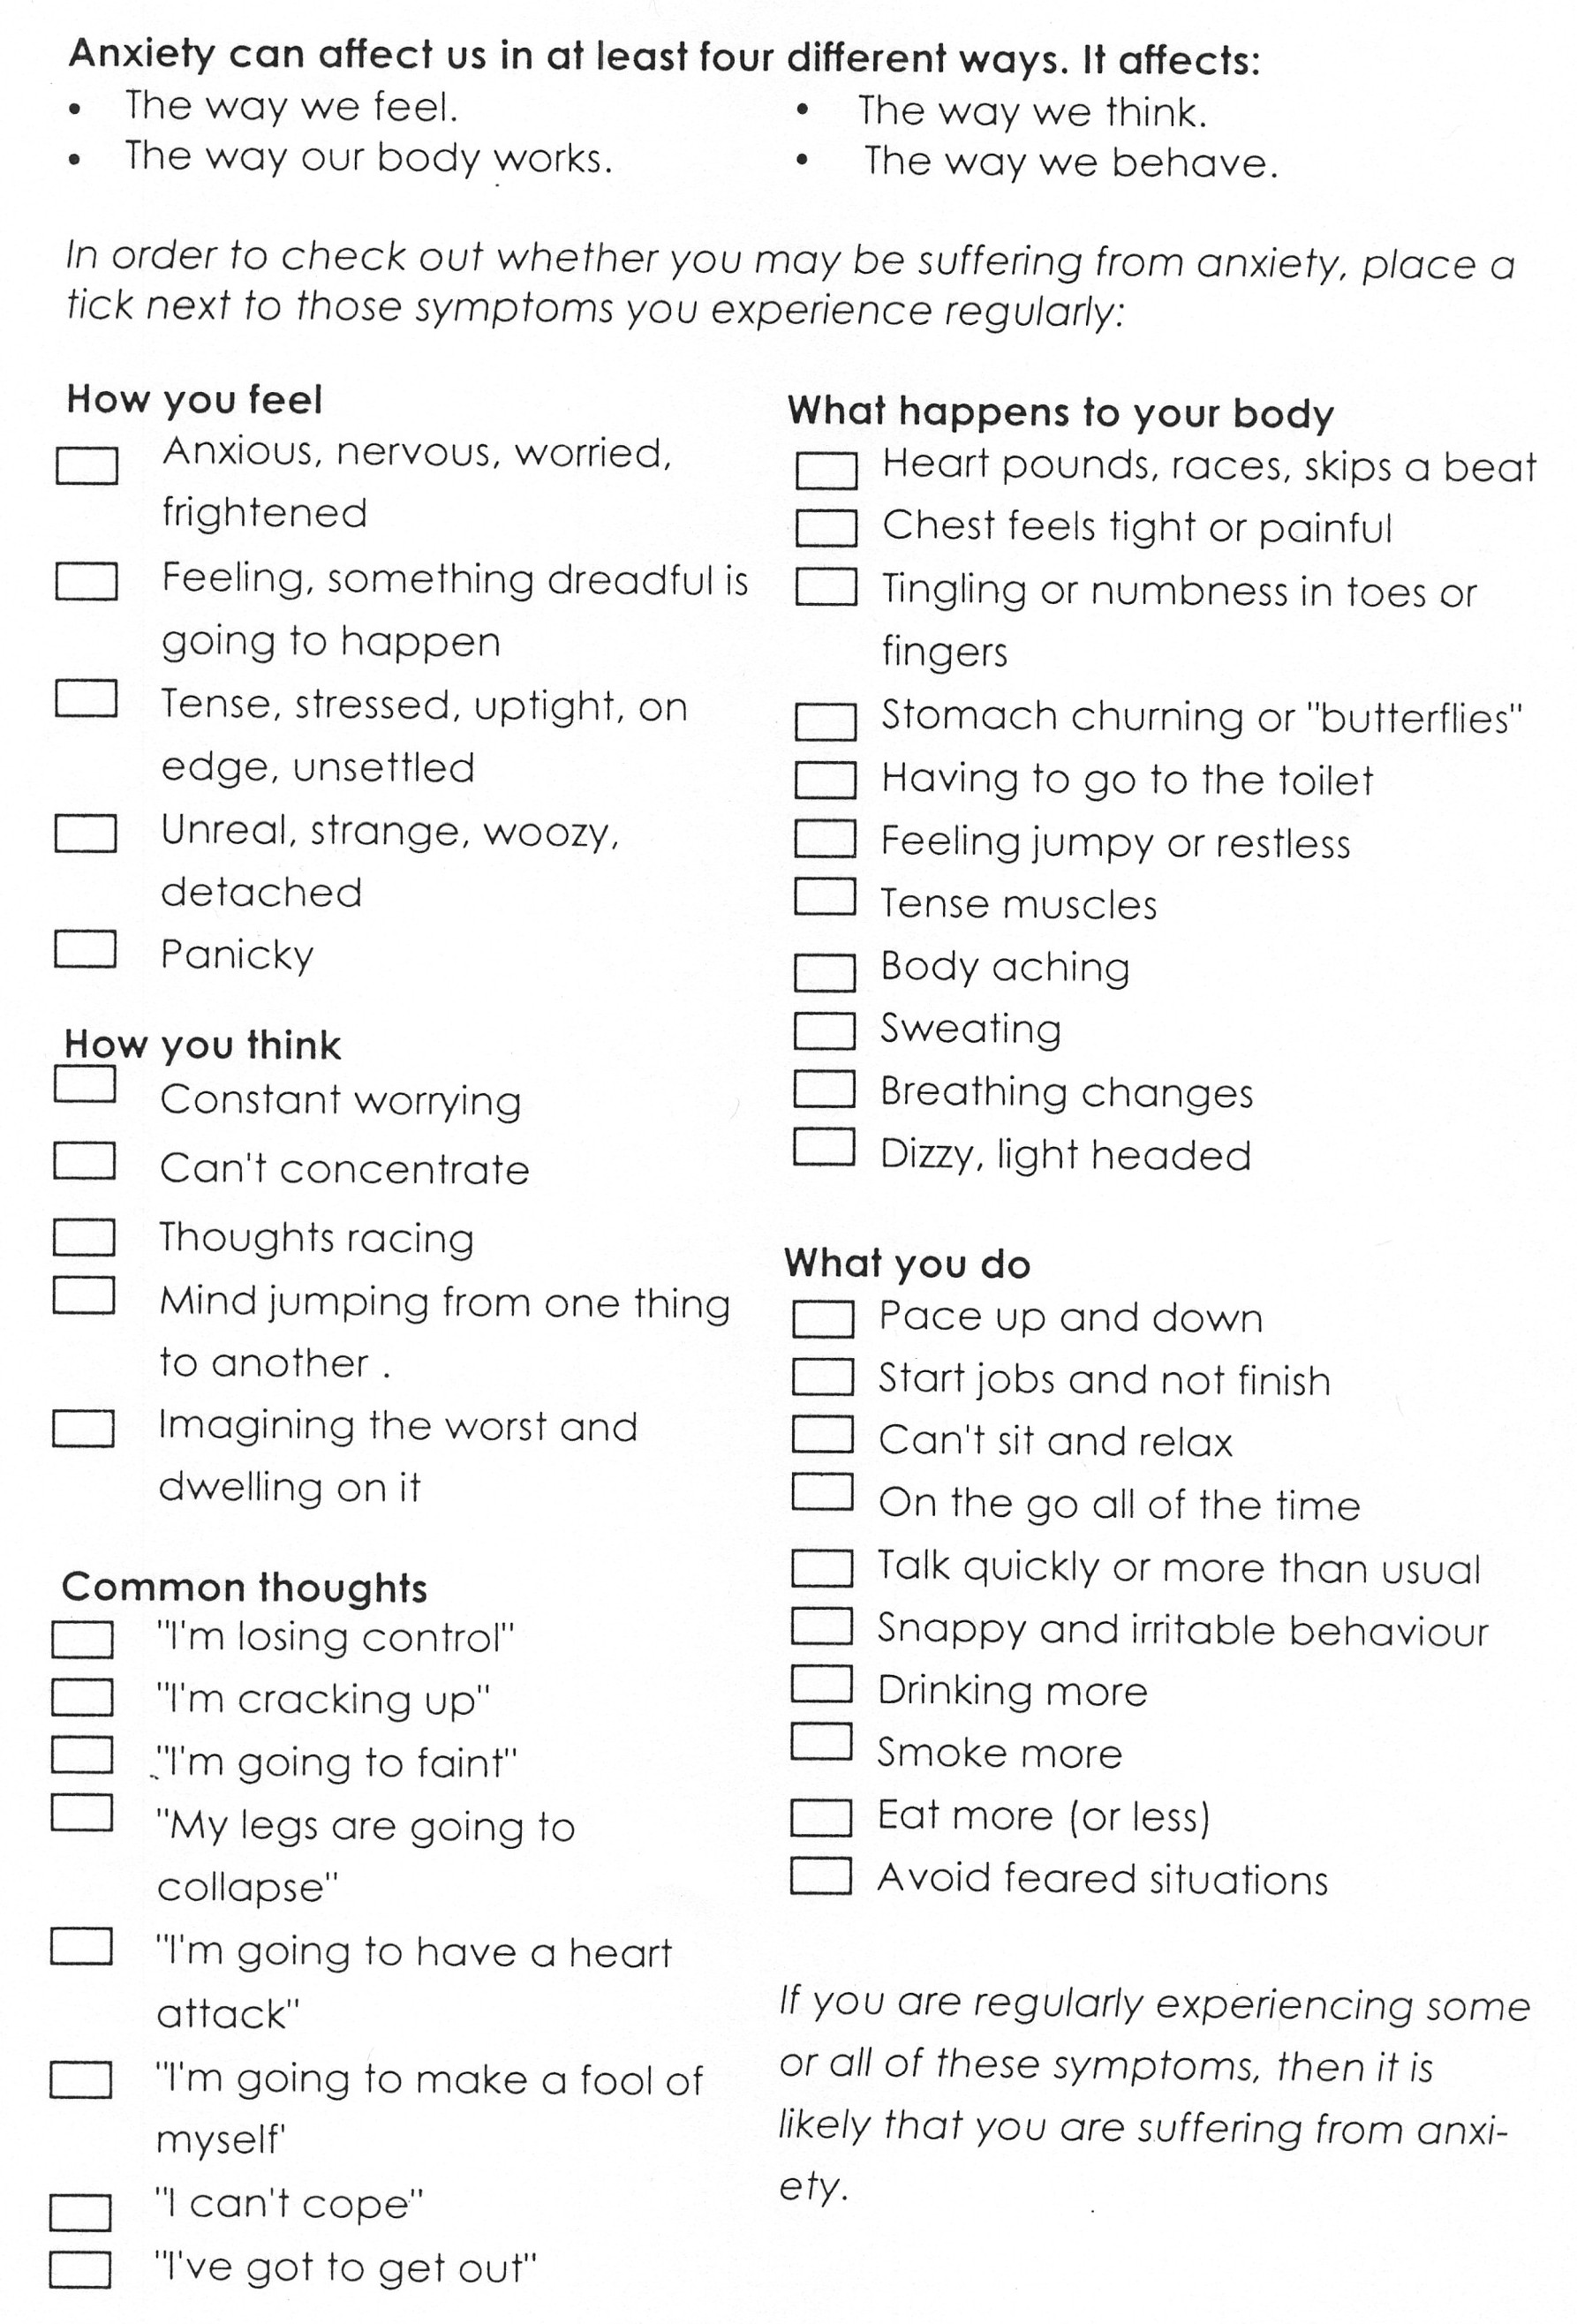 Anxiety can affect us in at least four different ways. It affects:
• The way we feel.
• The way our body works.
• The way we think.
• The way we behave.
In order to check out whether you may be suffering from anxiety, place a
tick next to those symptoms you experience regularly:
How you feel
Anxious, nervous, worried,
frightened
Feeling, something dreadful is
going to happen
Tense, stressed, uptight, on
edge, unsettled
Unreal, strange, woozy,
detached
Panicky
How you think
Constant worrying
Can't concentrate
Thoughts racing
Mind jumping from one thing
to another .
Imagining the worst and
dwelling on it
Common thoughts
"I'm losing control"
"I'm cracking up"
"I'm going to faint"
"My legs are going to
collapse"
"I'm going to have a heart
attack"
"I'm going to make a fool of
myself'
"I can't cope"
"I've got to get out"
What happens to your body
Heart pounds, races, skips a beat
Chest feels tight or painful
Tingling or numbness in toes or
fingers
Stomach churning or "butterflies"
Having to go to the toilet
Feeling jumpy or restless
Tense muscles
Body aching
Sweating
Breathing changes
Dizzy, light headed
What you do
Pace up and down
Start jobs and not finish
Can't sit and relax
On the go all of the time
Talk quickly or more than usual
Snappy and irritable behaviour
Drinking more
Smoke more
Eat more (or less)
Avoid feared situations
If you are regularly experiencing some
or all of these symptoms, then it is
likely that you are suffering from anxi-
ety.